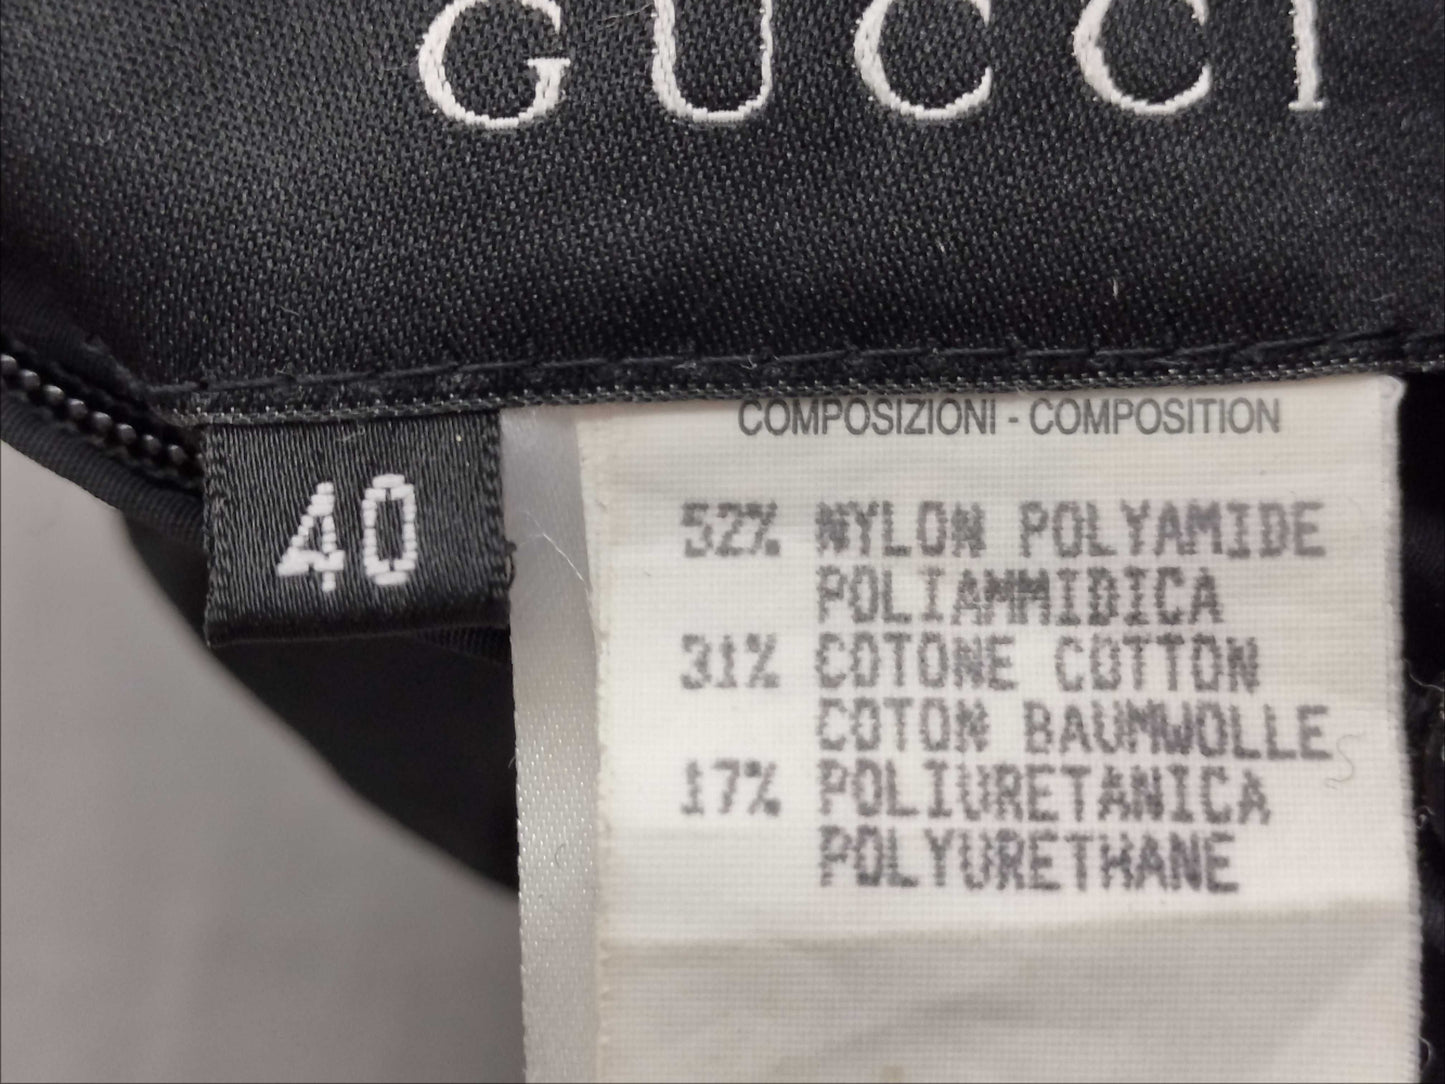 GUCCI
40
COMPOSIZIONI - COMPOSITION
52% NYLON POLYAMIDE
POLIAMMIDICA
31% COTONE COTTON
COTON BAUMWOLLE
17% POLIURETANICA
POLYURETHANE